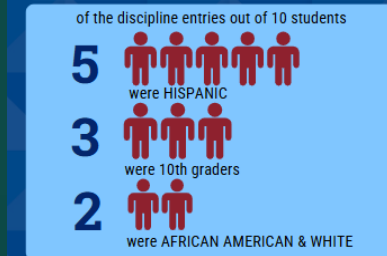 of the discipline entries out of 10 students
5
were HISPANIC
3
were 10th graders
2
were AFRICAN AMERICAN & WHITE